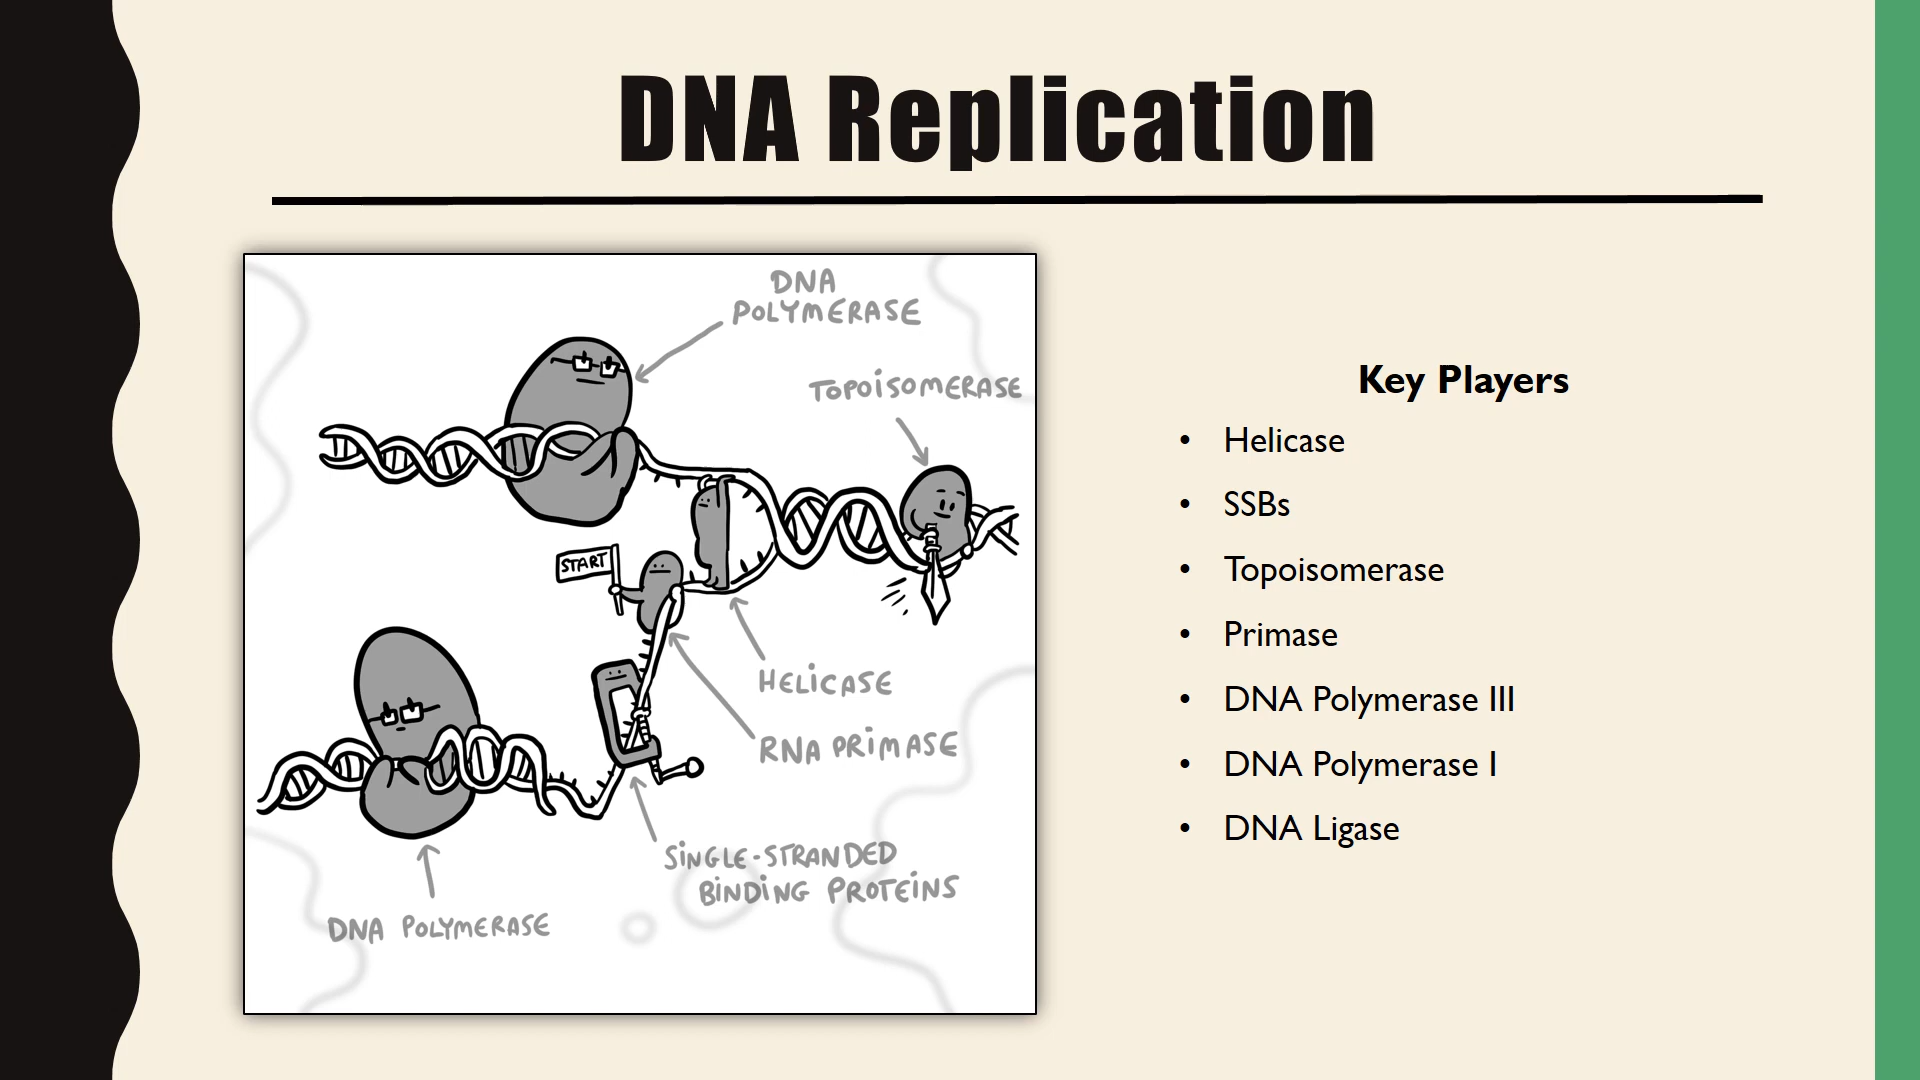 DNA Replication
DNA
POLYMERASE
TOPOISOMERASE
START
HELICASE
RNA PRIMASE
SINGLE-STRANDED
BINDING PROTEINS
DNA POLYMERASE
Key Players
• Helicase
• SSBs
• Topoisomerase
• Primase
• DNA Polymerase III
• DNA Polymerase I
• DNA Ligase